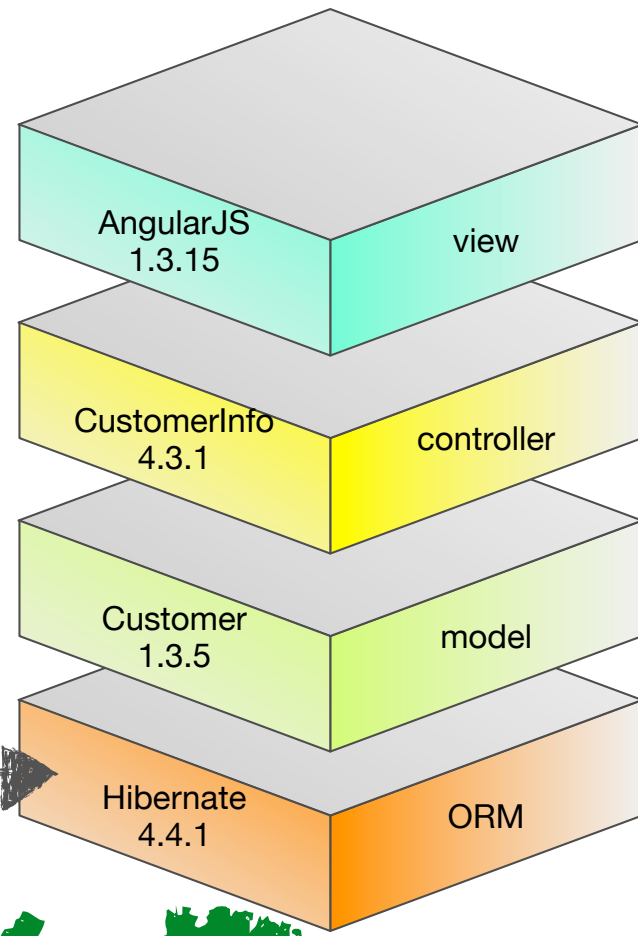 AngularJS
1.3.15
view
CustomerInfo
4.3.1
controller
Customer
1.3.5
model
Hibernate
4.4.1
ORM